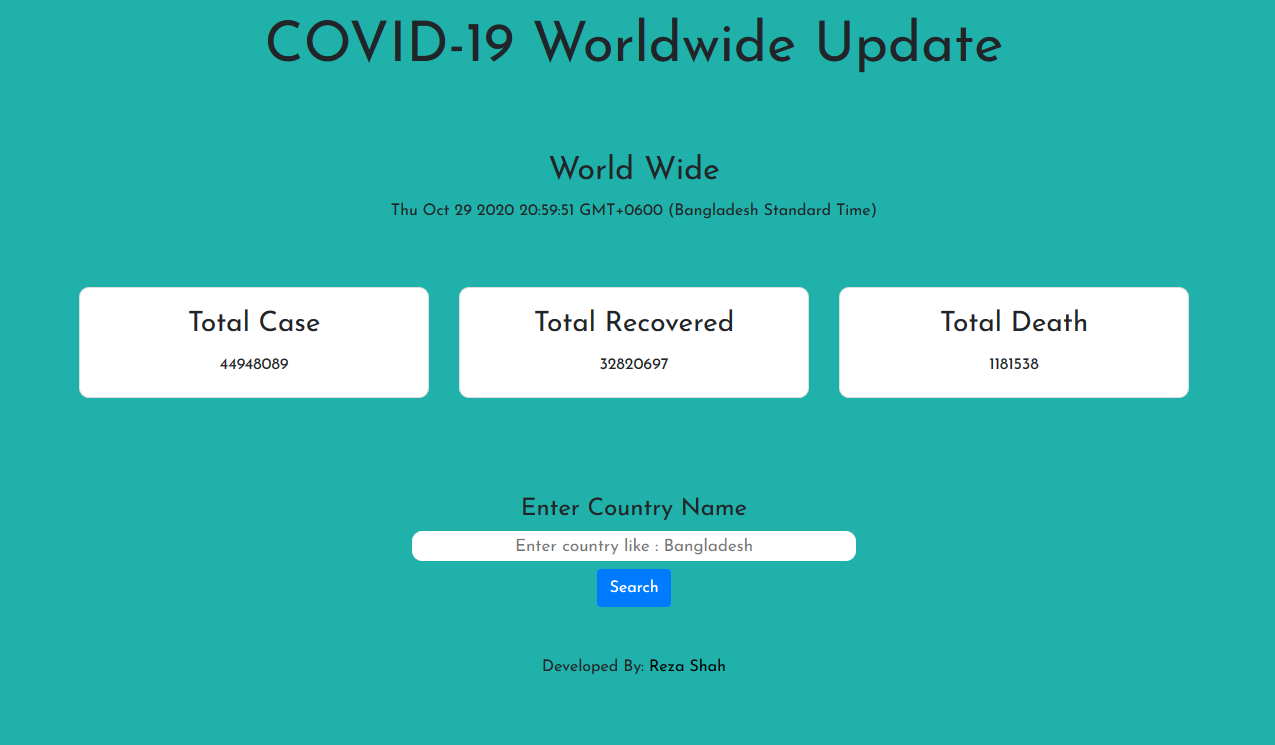 COVID-19 Worldwide Update
World Wide
Thu Oct 29 2020 20:59:51 GMT+0600 (Bangladesh Standard Time)
Total Case
44948089
Total Recovered
32820697
Total Death
1181538
Enter Country Name
Enter country like : Bangladesh
Search
Developed By: Reza Shah